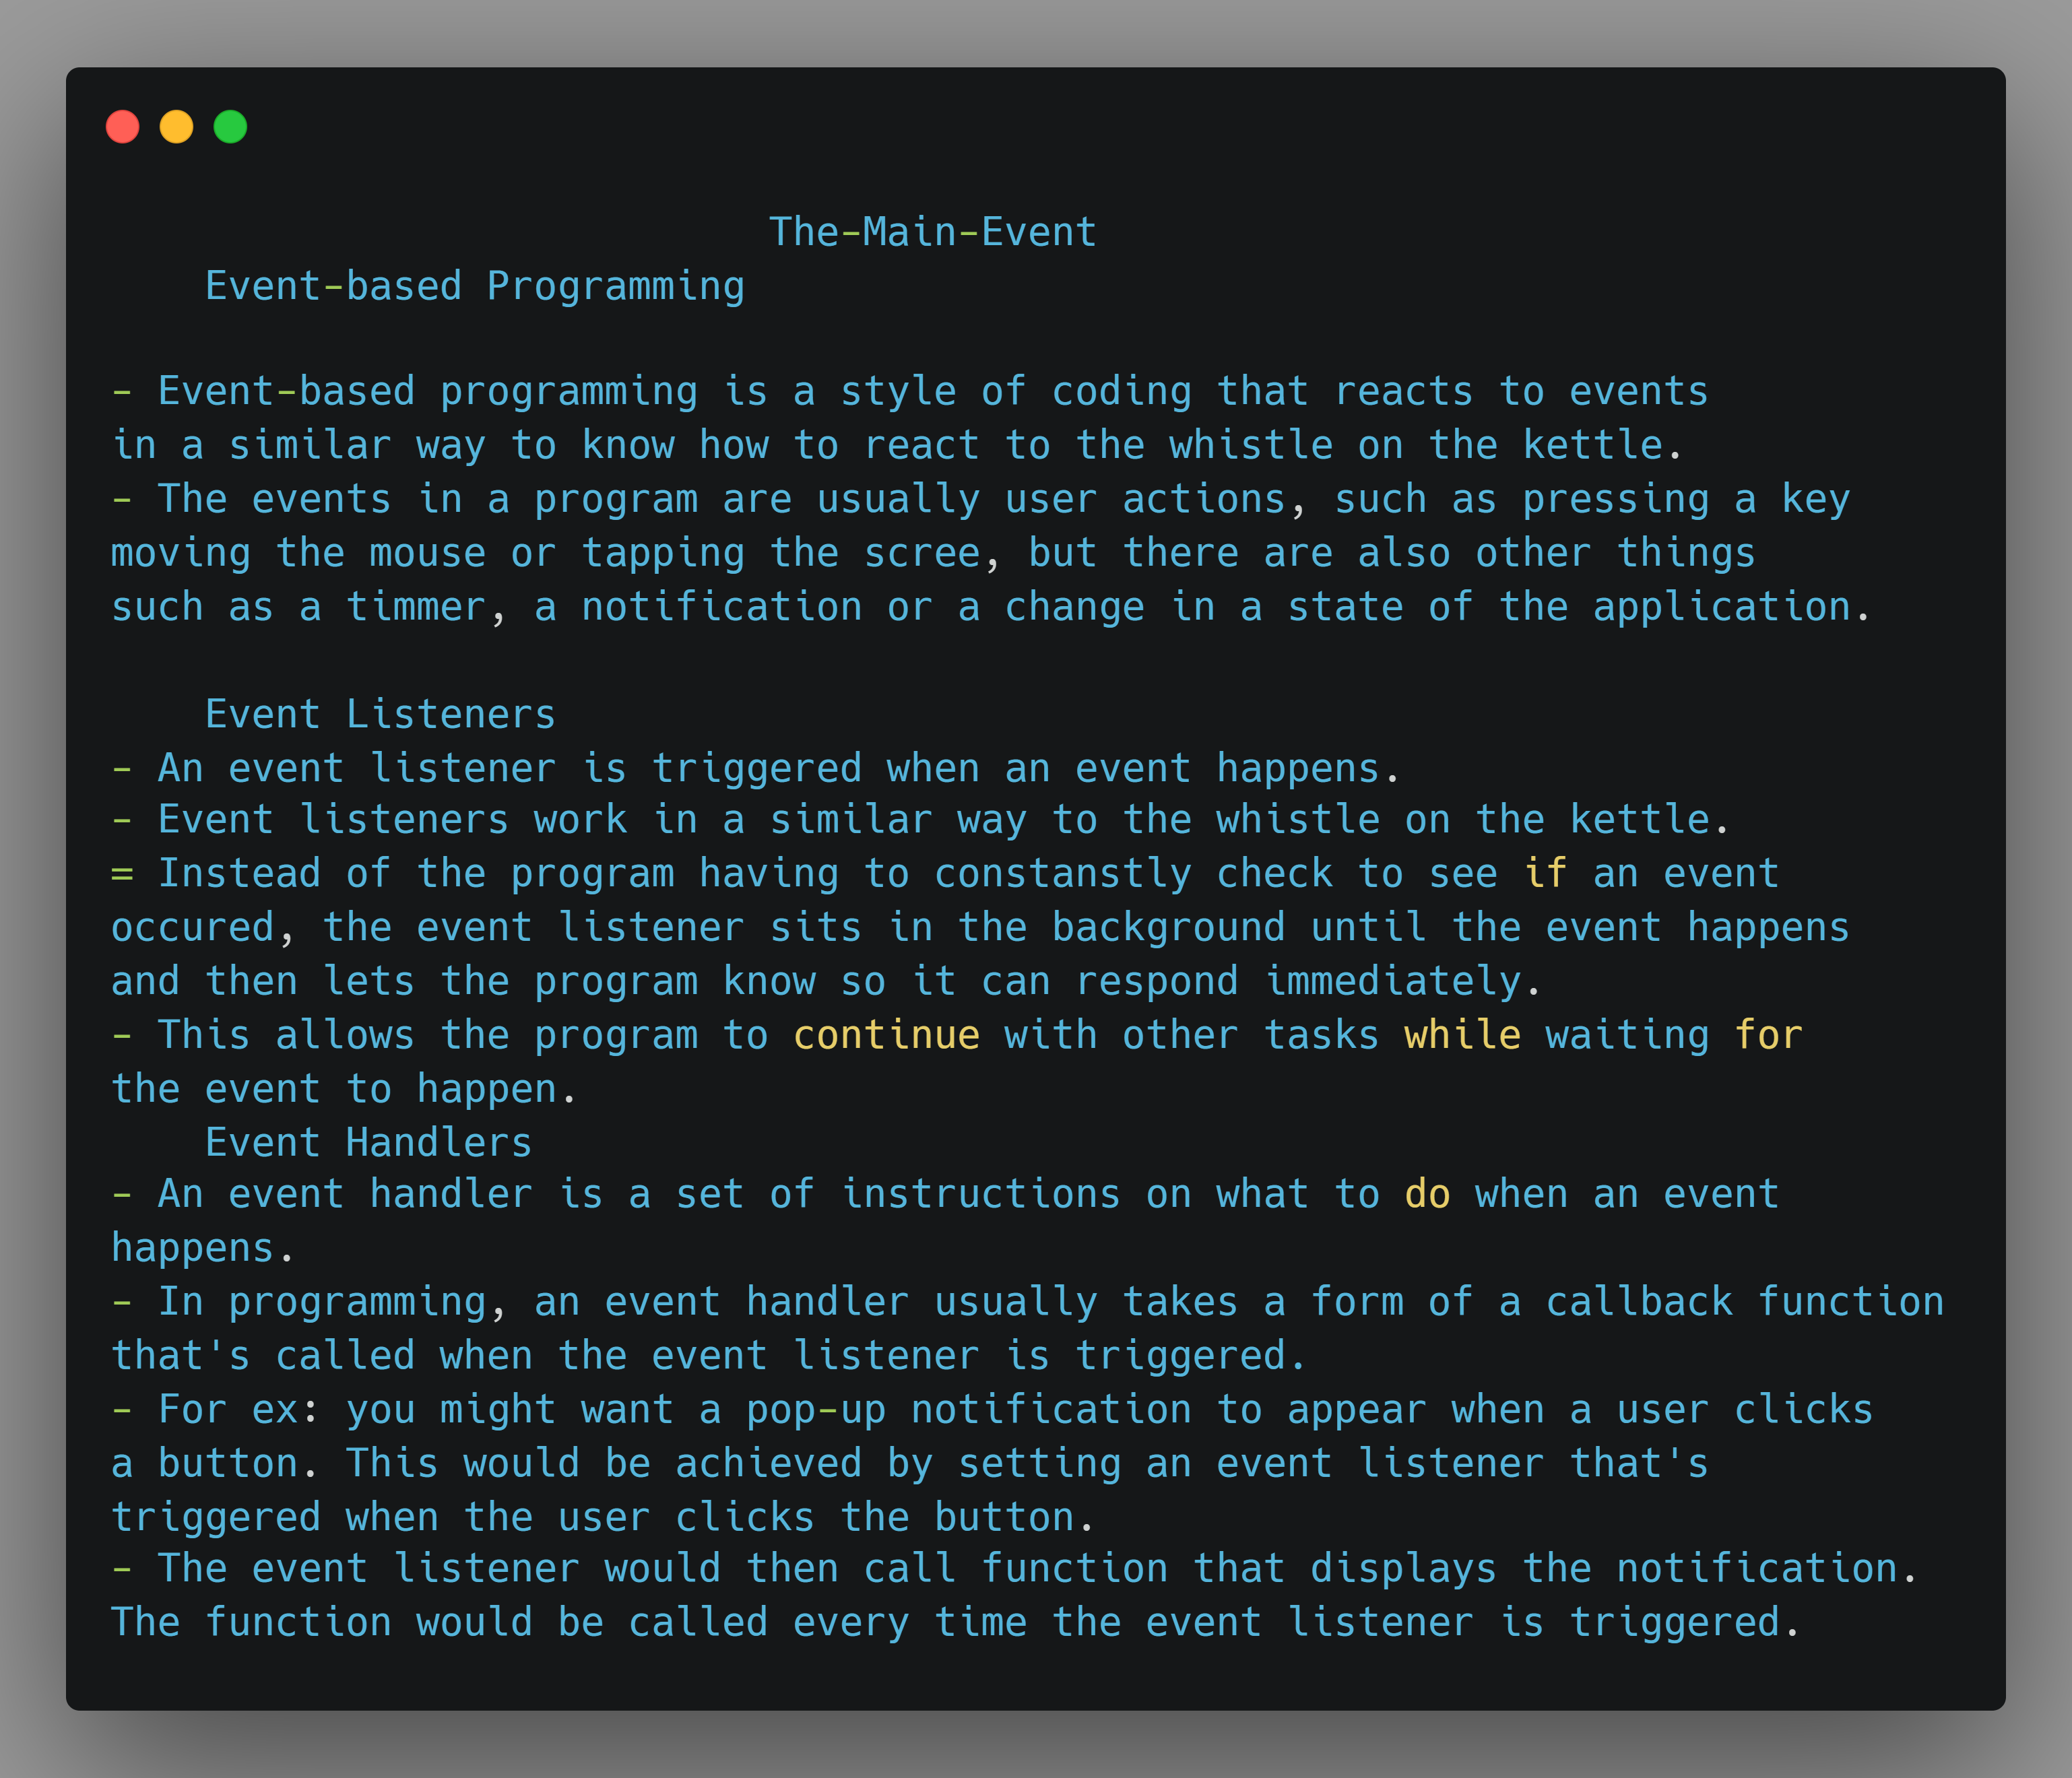 The-Main-Event
Event-based Programming
- Event-based programming is a style of coding that reacts to events
in a similar way to know how to react to the whistle on the kettle.
- The events in a program are usually user actions, such as pressing a key
moving the mouse or tapping the scree, but there are also other things
such as a timmer, a notification or a change in a state of the application.
Event Listeners
- An event listener is triggered when an event happens.
- Event listeners work in a similar way to the whistle on the kettle.
= Instead of the program having to constanstly check to see if an event
occured, the event listener sits in the background until the event happens
and then lets the program know so it can respond immediately.
- This allows the program to continue with other tasks while waiting for
the event to happen.
Event Handlers
- An event handler is a set of instructions on what to do when an event
happens.
- In programming, an event handler usually takes a form of a callback function
that's called when the event listener is triggered.
- For ex: you might want a pop-up notification to appear when a user clicks
a button. This would be achieved by setting an event listener that's
triggered when the user clicks the button.
- The event listener would then call function that displays the notification.
The function would be called every time the event listener is triggered.